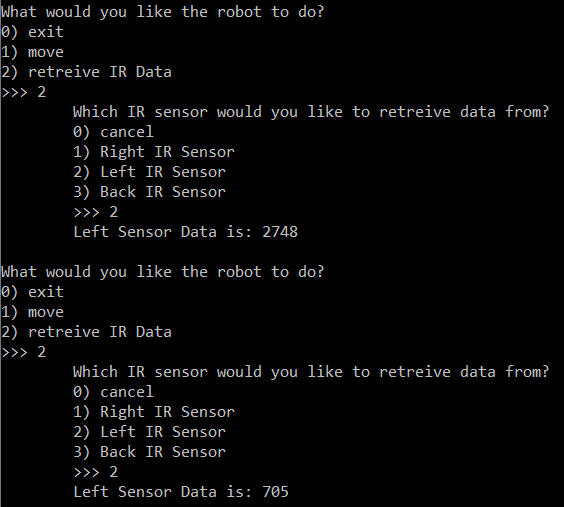 What would you like the robot to do?
0) exit
1) move
2) retreive IR Data
>>> 2
Which IR sensor would you like to retreive data from?
0) cancel
1) Right IR Sensor
2) Left IR Sensor
3) Back IR Sensor
>>> 2
Left Sensor Data is: 2748
What would you like the robot to do?
0) exit
1) move
2) retreive IR Data
>>> 2
Which IR sensor would you like to retreive data from?
0) cancel
1) Right IR Sensor
2) Left IR Sensor
3) Back IR Sensor
>>> 2
Left Sensor Data is: 705